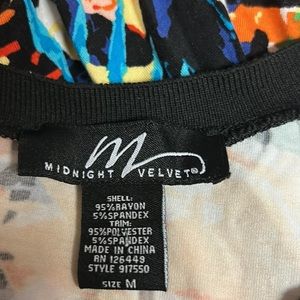 m
MIDNIGHT VELVET®
SHELL:
95%RAYON
5%SPANDEX
TRIM:
95%POLYESTER
5%SPANDEX
MADE IN CHINA
RN 126449
STYLE 917550
SIZE M